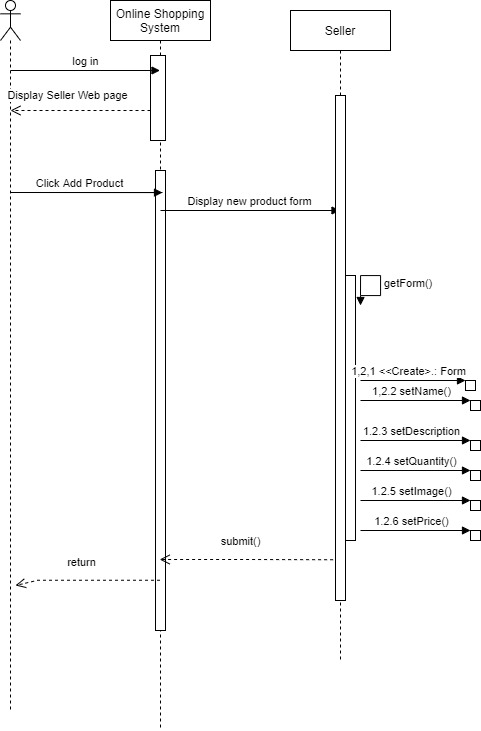 Online Shopping
System
Seller
log in
Display Seller Web page
Click Add Product
Display new product form
getForm()
1,2,1 <<Create>.: Form
1,2.2 setName()
1.2.3 setDescription
1.2.4 setQuantity()
1.2.5 setImage()
1.2.6 setPrice()
submit()
return